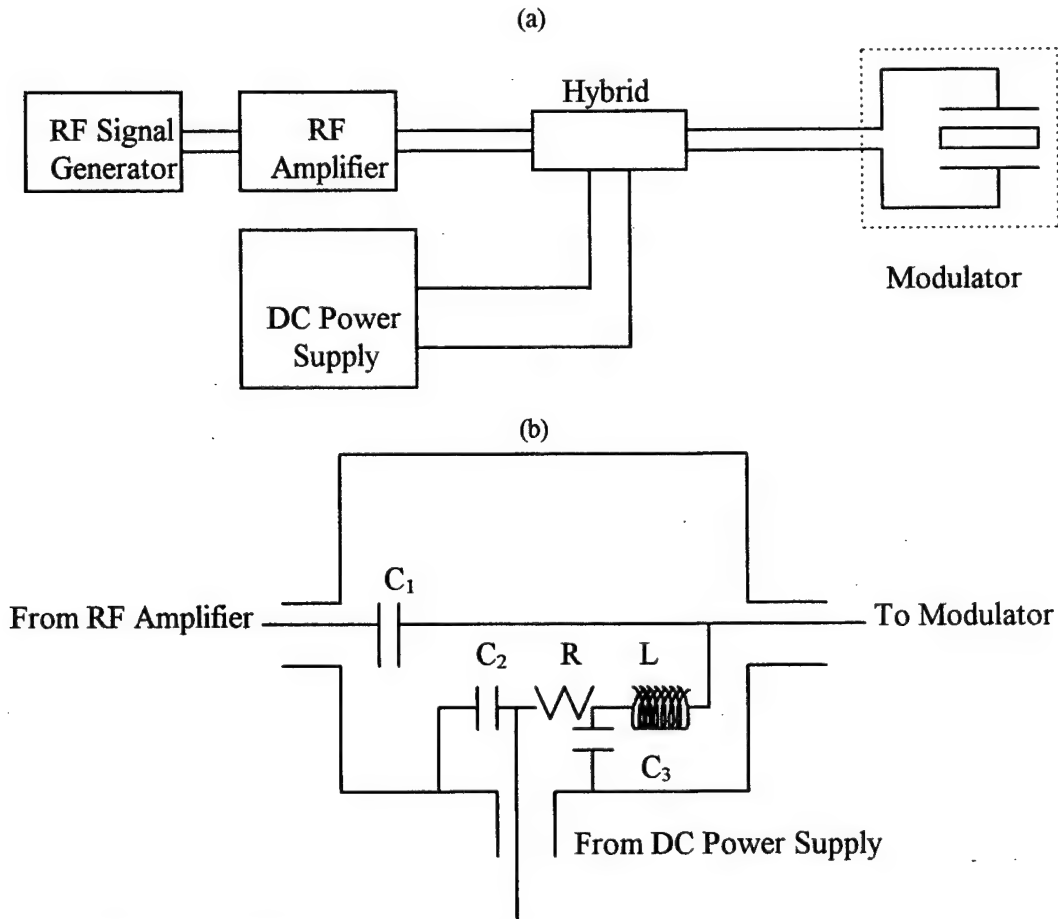 (a)
Hybrid
RF Signal
Generator
RF
Amplifier
DC Power
Supply
Modulator
(b)
C₁
From RF Amplifier
To Modulator
C₂
R
L
C₃
From DC Power Supply